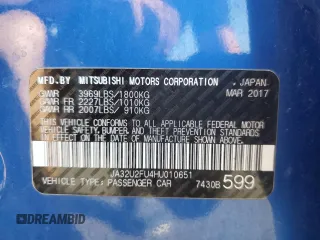 MFD.BY MITSUBISHI MOTORS CORPORATION , JAPAN
GVWR 3969LBS/1800KG MAR 2017
GAWR FR 2227LBS/1010KG
GAWR RR 2007LBS/ 910KG
THIS VEHICLE CONFORMS TO ALL APPLICABLE FEDERAL MOTOR
VEHICLE SAFETY, BUMPER, AND THEFT PREVENTION STANDARDS
IN EFFECT ON THE DATE OF MANUFACTURE SHOWN ABOVE.
JA32U2FU4HU010651
VEHICLE TYPE: PASSENGER CAR 7430B 599